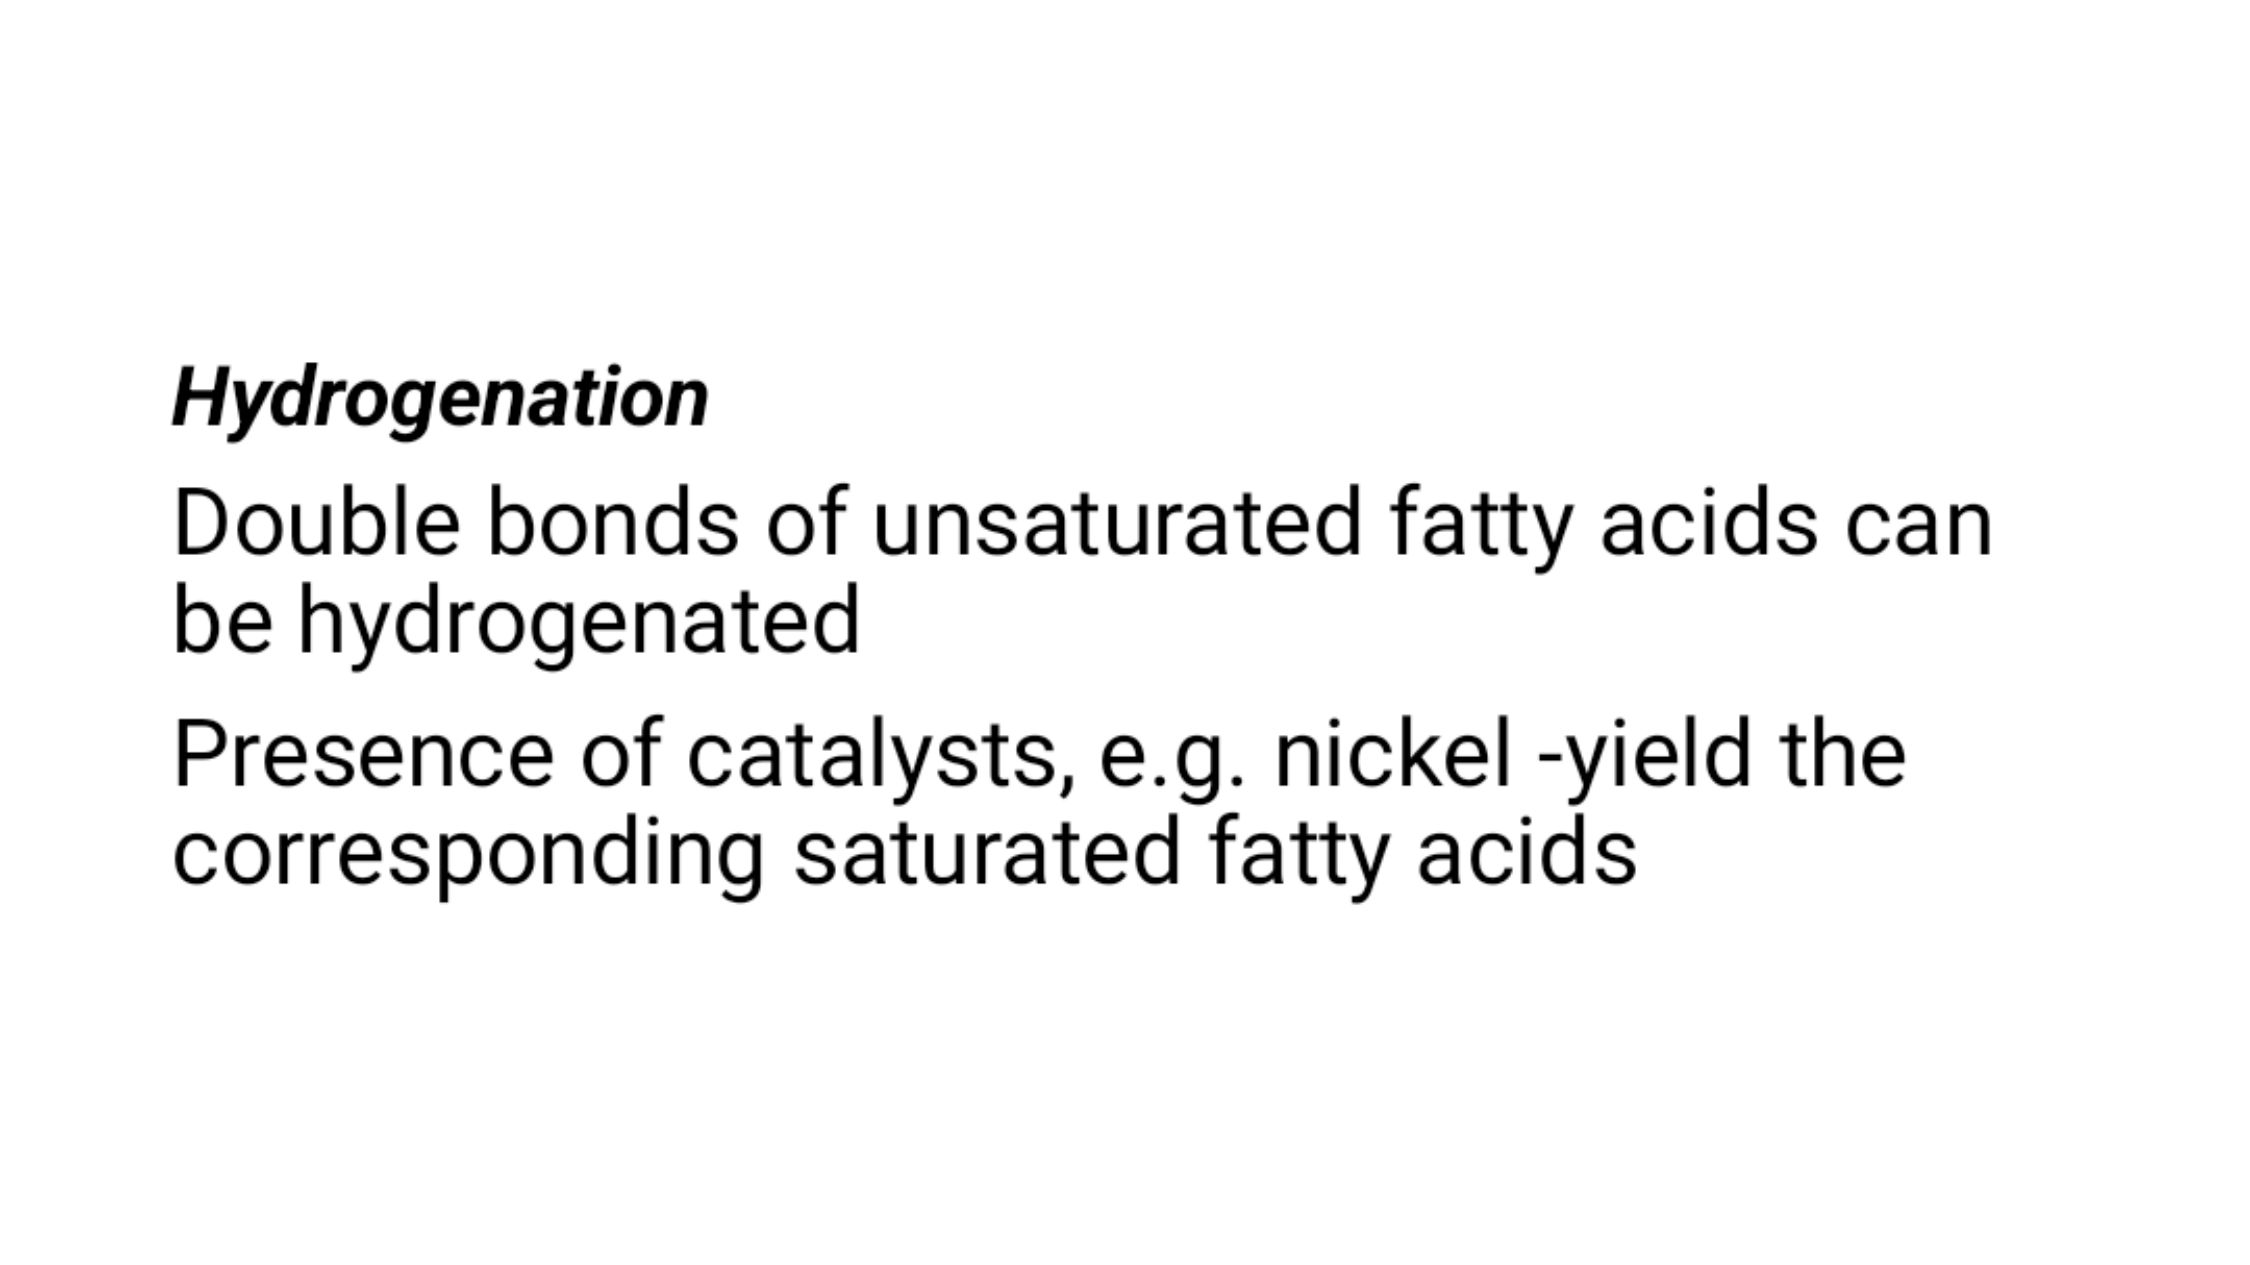 Hydrogenation
Double bonds of unsaturated fatty acids can
be hydrogenated
Presence of catalysts, e.g. nickel -yield the
corresponding saturated fatty acids